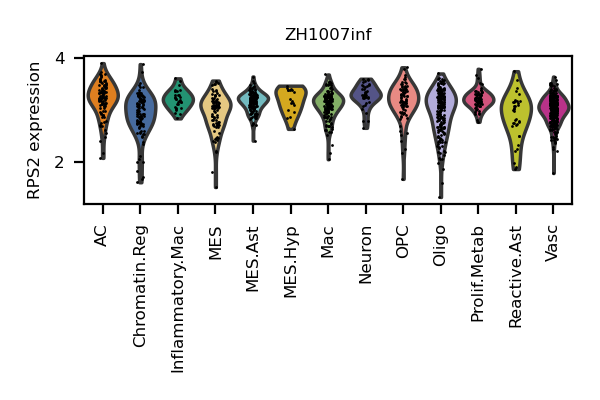 ZH1007inf
RPS2 expression
4
2
AC
Chromatin.Reg
Inflammatory.Mac
MES
MES.Ast
MES.Hyp
Mac
Neuron
OPC
Oligo
Prolif.Metab
Reactive.Ast
Vasc